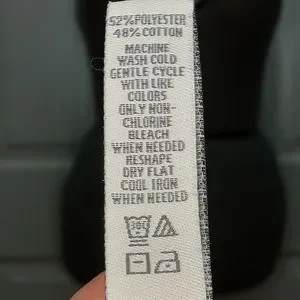 52% POLYESTER
48% COTTON
MACHINE
WASH COLD
GENTLE CYCLE
WITH LIKE
COLORS
ONLY NON-
CHLORINE
BLEACH
WHEN NEEDED
RESHAPE
DRY FLAT
COOL IRON
WHEN NEEDED